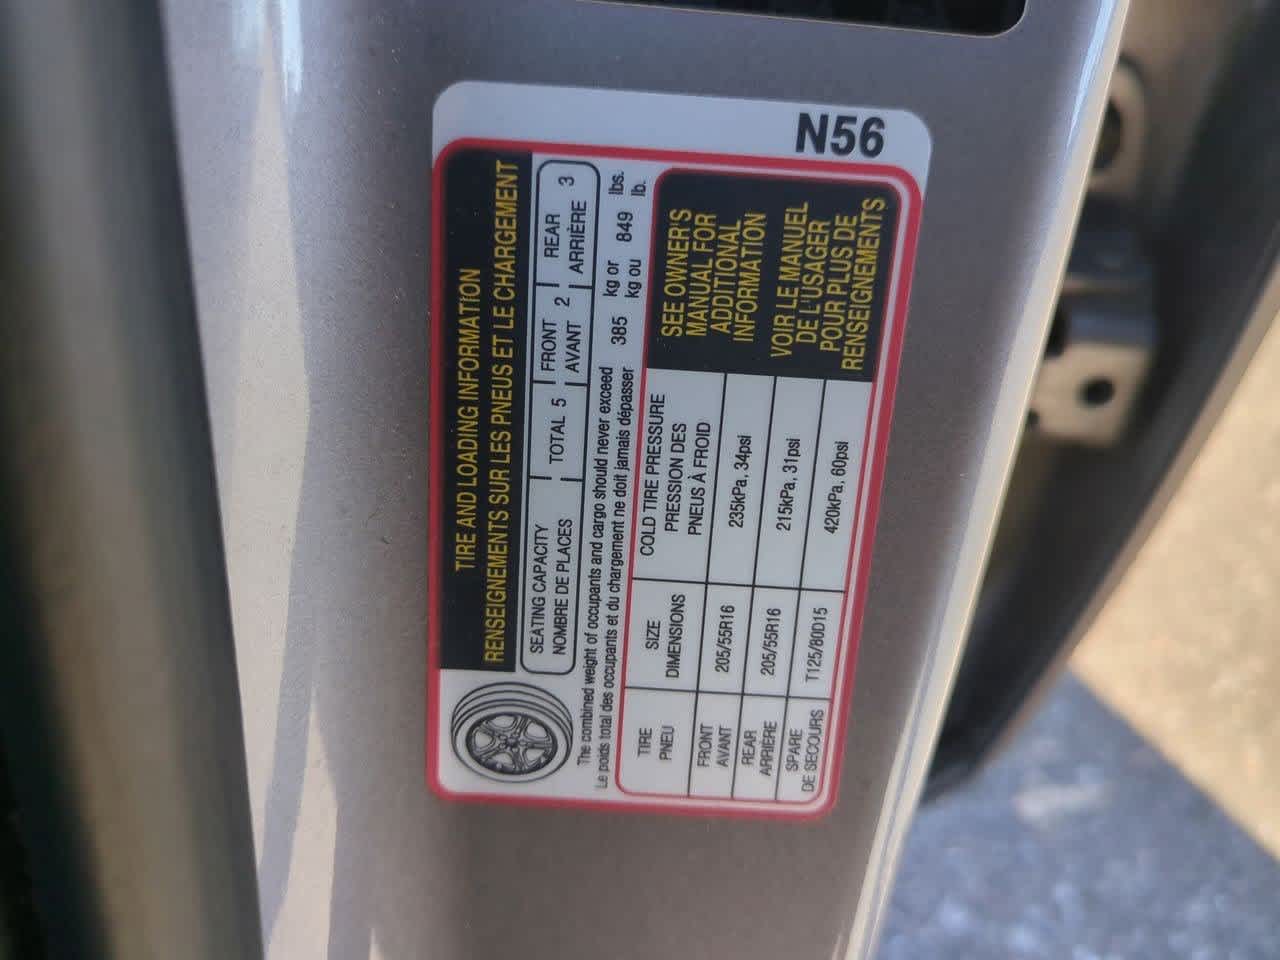 N56
TIRE AND LOADING INFORMATION
RENSEIGNEMENTS SUR LES PNEUS ET LE CHARGEMENT
SEATING CAPACITY TOTAL 5 FRONT 2 REAR 3
NOMBRE DE PLACES AVANT ARRIÈRE
The combined weight of occupants and cargo should never exceed 385 kg or 849 lbs.
Le poids total des occupants et du chargement ne doit jamais dépasser kg ou lb.
TIRE SIZE COLD TIRE PRESSURE
PNEU DIMENSIONS PRESSION DES
PNEUS À FROID
FRONT 205/55R16 235kPa, 34psi
AVANT
REAR 205/55R16 215kPa, 31psi
ARRIÈRE
SPARE T125/80D15 420kPa, 60psi
DE SECOURS
SEE OWNER'S
MANUAL FOR
ADDITIONAL
INFORMATION
VOIR LE MANUEL
DE L'USAGER
POUR PLUS DE
RENSEIGNEMENTS